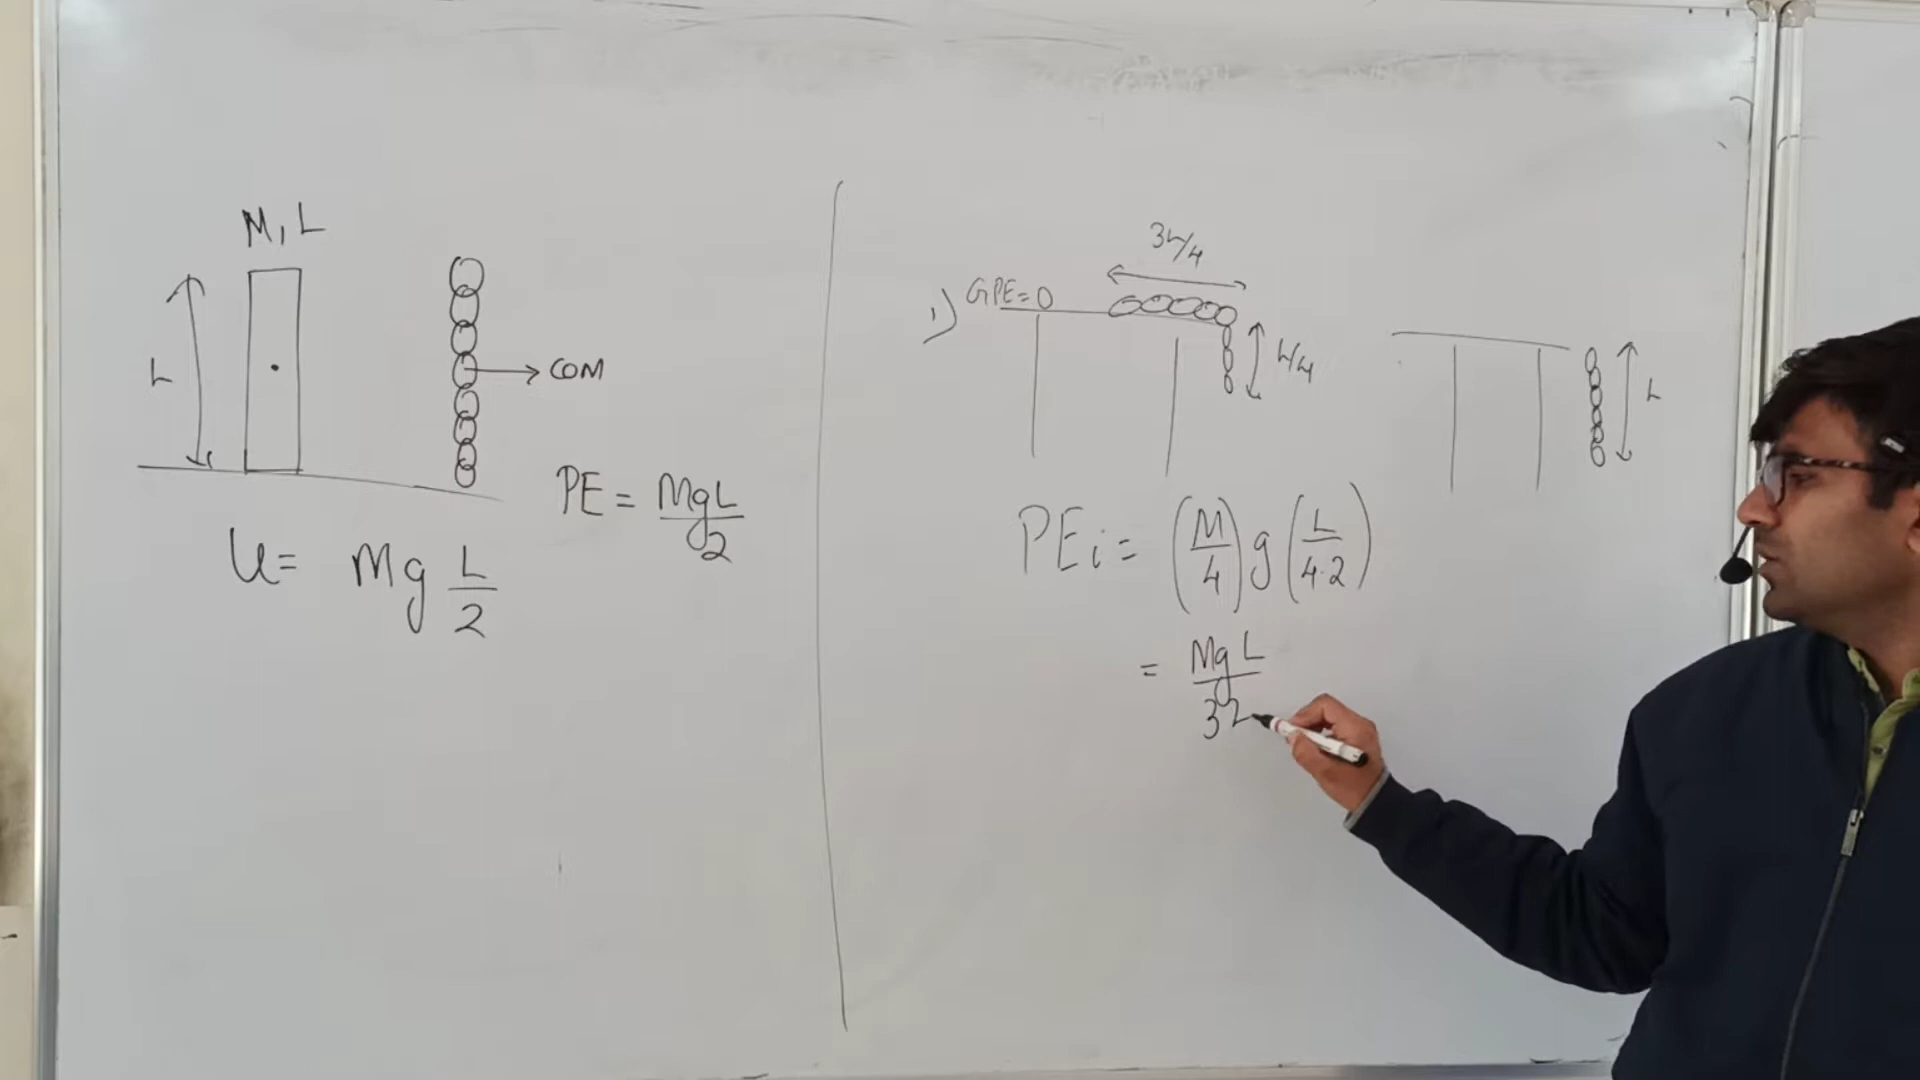 M, L
L
COM
PE = MgL/2
U = Mg L/2
3L/4
1) GPE=0
L/4
L
PEi = (M/4) g (L/4·2)
= MgL/32